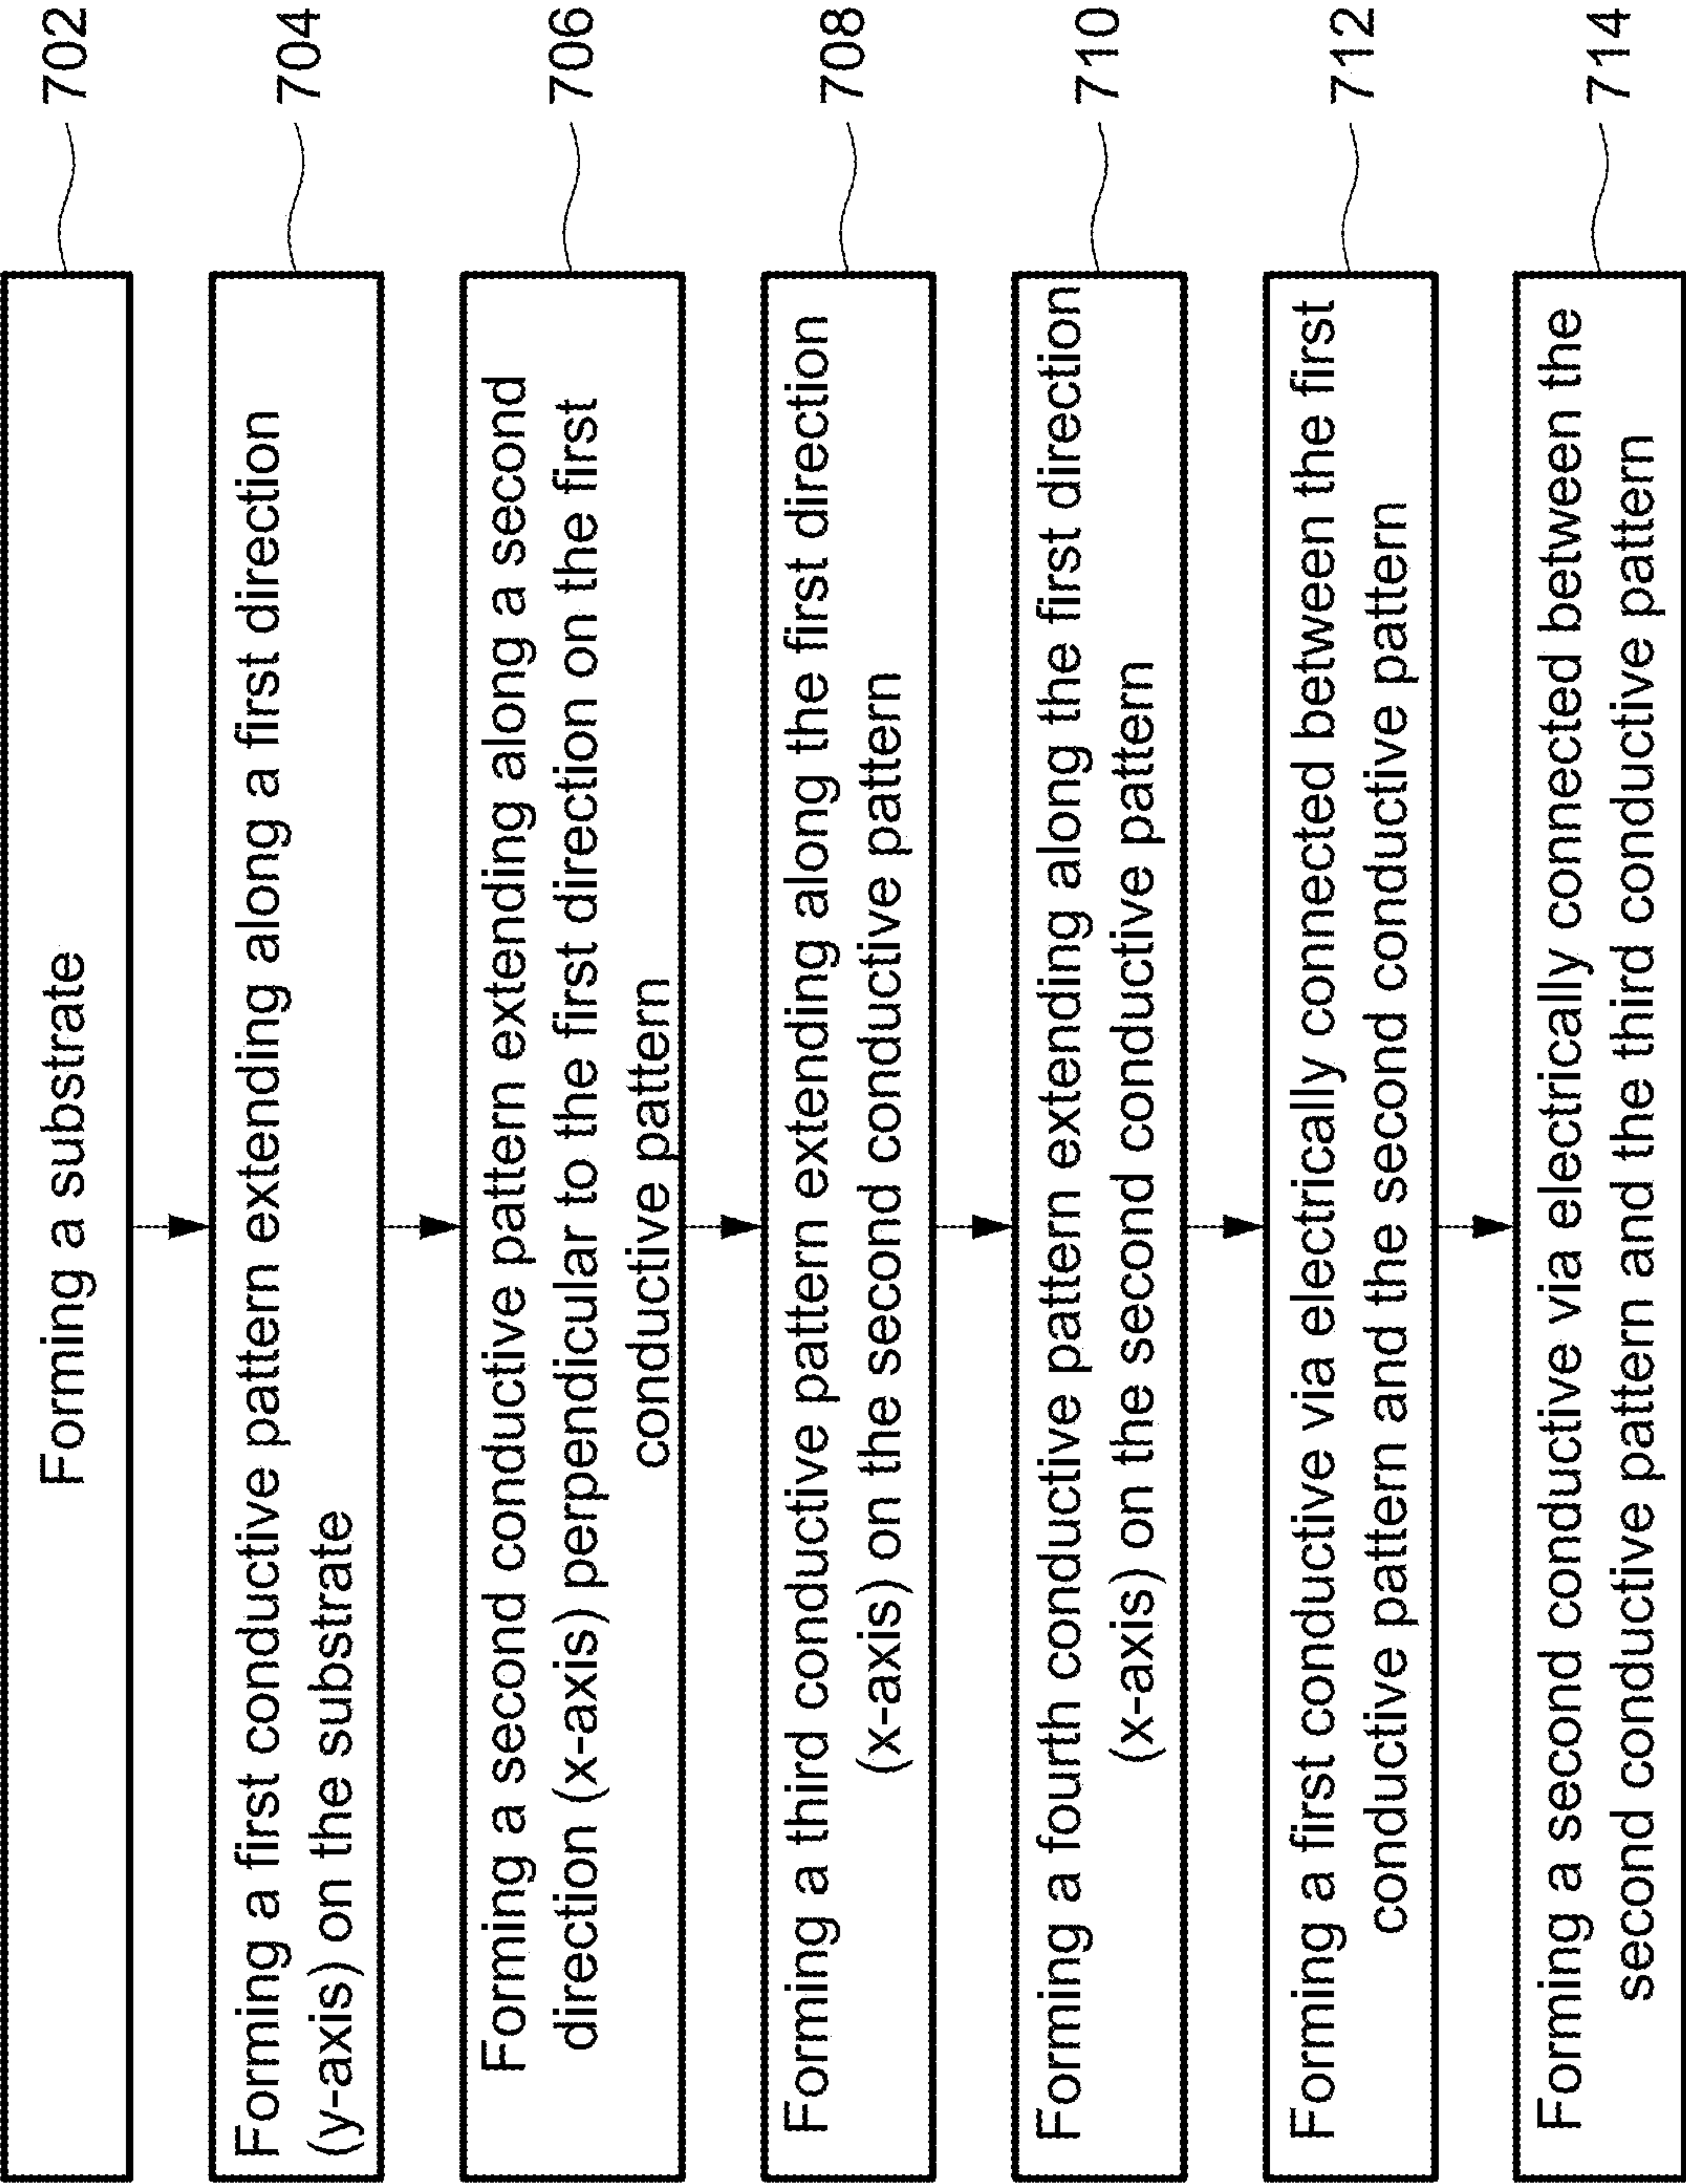 702
Forming a substrate
704
Forming a first conductive pattern extending along a first direction
(y-axis) on the substrate
706
Forming a second conductive pattern extending along a second
direction (x-axis) perpendicular to the first direction on the first
conductive pattern
708
Forming a third conductive pattern extending along the first direction
(x-axis) on the second conductive pattern
710
Forming a fourth conductive pattern extending along the first direction
(x-axis) on the second conductive pattern
712
Forming a first conductive via electrically connected between the first
conductive pattern and the second conductive pattern
714
Forming a second conductive via electrically connected between the
second conductive pattern and the third conductive pattern